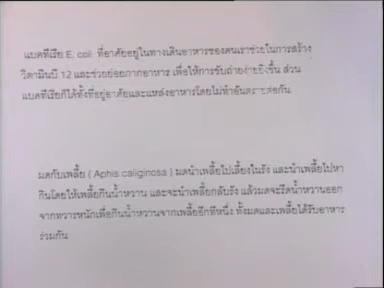 แบคทีเรีย E. coli ที่อาศัยอยู่ในทางเดินอาหารของคนเราช่วยในการสร้าง
วิตามินบี 12 และช่วยย่อยกากอาหาร เพื่อให้การขับถ่ายง่ายยิ่งขึ้น ส่วน
แบคทีเรียก็ได้ทั้งที่อยู่อาศัยและแหล่งอาหารโดยไม่ทำอันตรายต่อกัน
มดกับเพลี้ย ( Aphis caliginosa ) มดนำเพลี้ยไปเลี้ยงในรัง และนำเพลี้ยไปหา
กินโดยให้เพลี้ยกินน้ำหวาน และจะนำเพลี้ยกลับรัง แล้วมดจะรีดน้ำหวานออก
จากทวารหนักเพื่อกินน้ำหวานจากเพลี้ยอีกทีหนึ่ง ทั้งมดและเพลี้ยได้รับอาหาร
ร่วมกัน